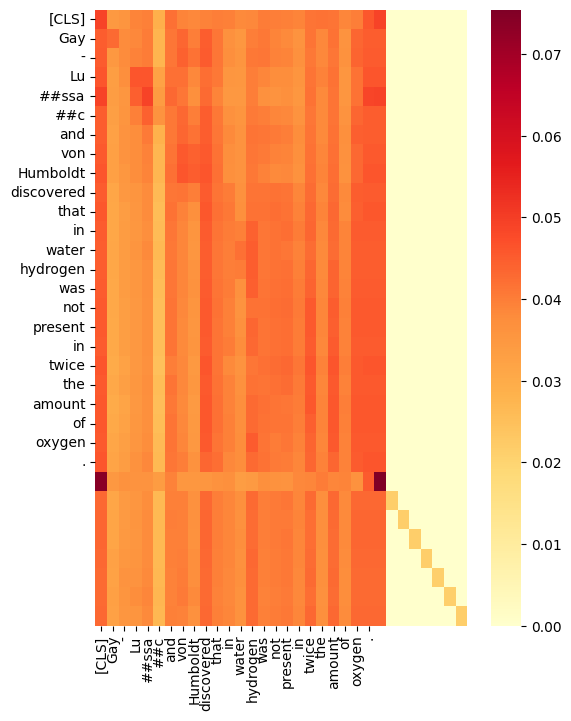 [CLS]
Gay
-
Lu
##ssa
##c
and
von
Humboldt
discovered
that
in
water
hydrogen
was
not
present
in
twice
the
amount
of
oxygen
.
[CLS]
Gay
-
Lu
##ssa
##c
and
von
Humboldt
discovered
that
in
water
hydrogen
was
not
present
in
twice
the
amount
of
oxygen
.
0.07
0.06
0.05
0.04
0.03
0.02
0.01
0.00